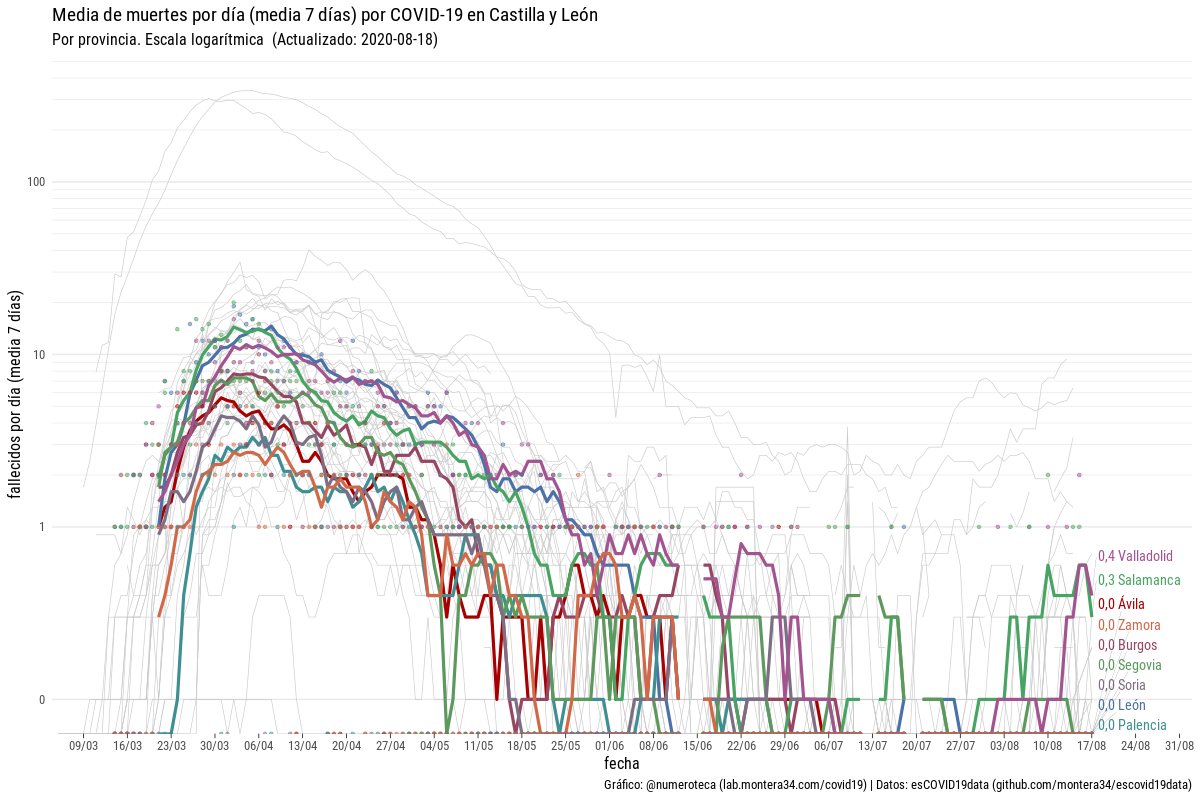 Media de muertes por día (media 7 días) por COVID-19 en Castilla y León
Por provincia. Escala logarítmica  (Actualizado: 2020-08-18)
fallecidos por día (media 7 días)
100
10
1
0
0,4 Valladolid
0,3 Salamanca
0,0 Ávila
0,0 Zamora
0,0 Burgos
0,0 Segovia
0,0 Soria
0,0 León
0,0 Palencia
09/03 16/03 23/03 30/03 06/04 13/04 20/04 27/04 04/05 11/05 18/05 25/05 01/06 08/06 15/06 22/06 29/06 06/07 13/07 20/07 27/07 03/08 10/08 17/08 24/08 31/08
fecha
Gráfico: @numeroteca (lab.montera34.com/covid19) | Datos: esCOVID19data (github.com/montera34/escovid19data)